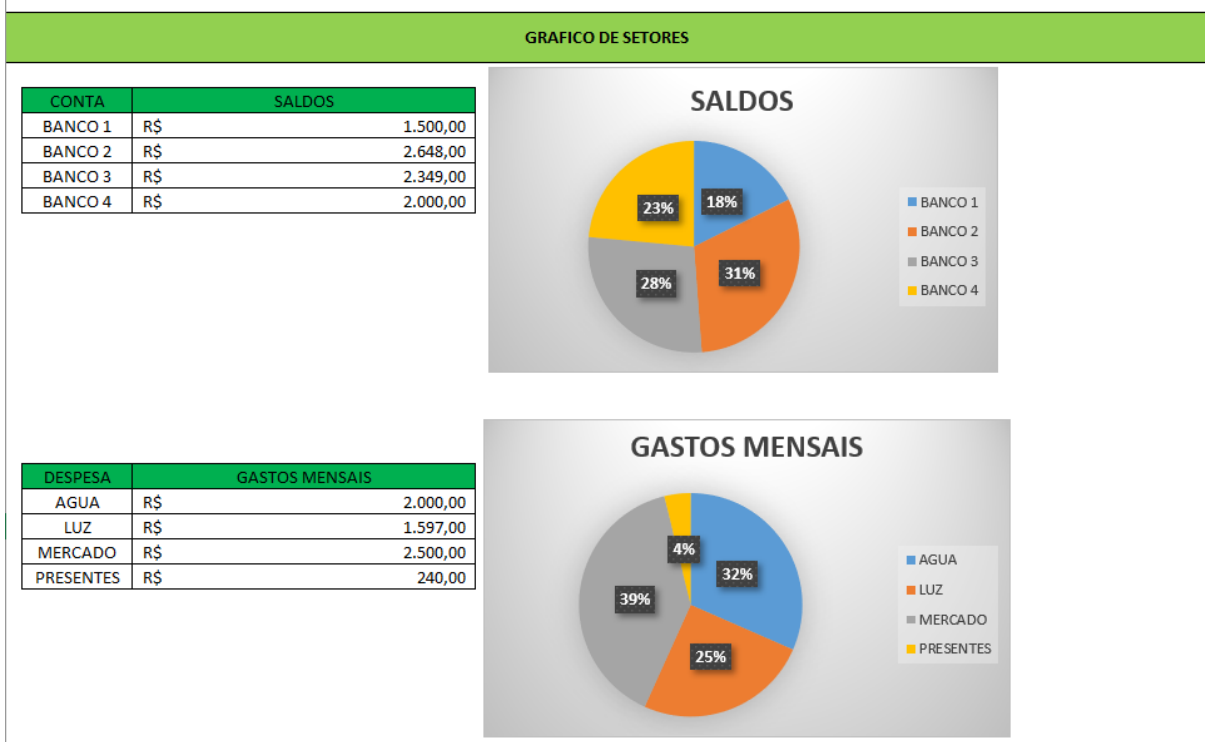 GRAFICO DE SETORES
CONTA SALDOS
BANCO 1 R$ 1.500,00
BANCO 2 R$ 2.648,00
BANCO 3 R$ 2.349,00
BANCO 4 R$ 2.000,00
SALDOS
23% 18%
28% 31%
BANCO 1
BANCO 2
BANCO 3
BANCO 4
DESPESA GASTOS MENSAIS
AGUA R$ 2.000,00
LUZ R$ 1.597,00
MERCADO R$ 2.500,00
PRESENTES R$ 240,00
GASTOS MENSAIS
4%
32%
39%
25%
AGUA
LUZ
MERCADO
PRESENTES